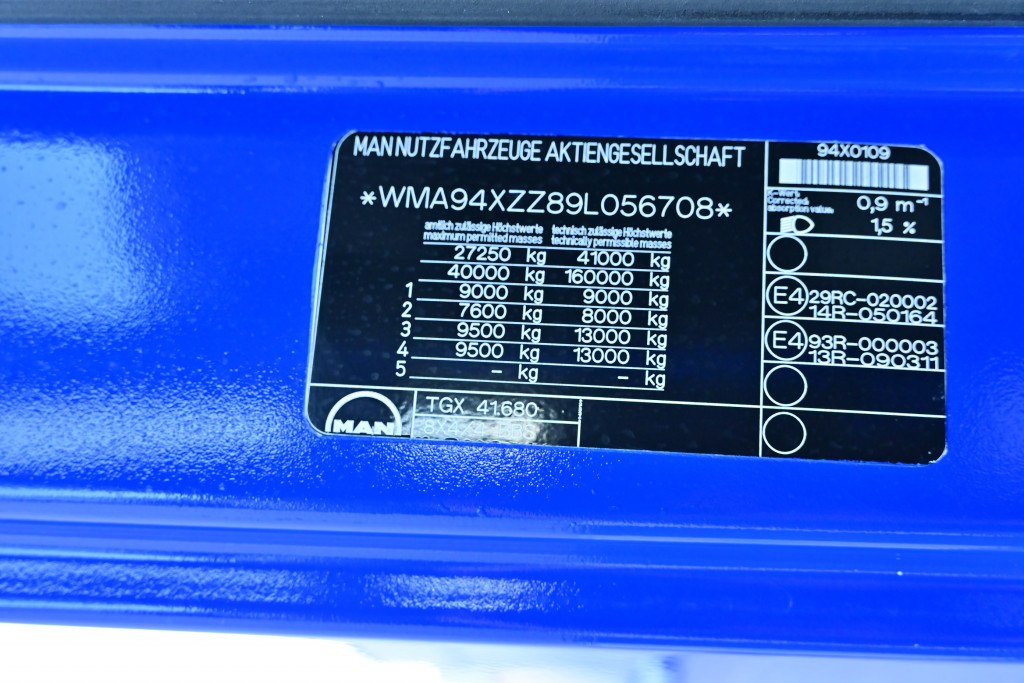 MAN NUTZFAHRZEUGE AKTIENGESELLSCHAFT
*WMA94XZZ89L056708*
amtlich zulässige Höchstwerte technisch zulässige Höchstwerte
maximum permitted masses technically permissible masses
27250 kg 41000 kg
40000 kg 160000 kg
1 9000 kg 9000 kg
2 7600 kg 8000 kg
3 9500 kg 13000 kg
4 9500 kg 13000 kg
5 – kg – kg
MAN
TGX 41.680
94X0109
Corrected
absorption value:
0,9 m⁻¹
1,5 %
E4 29RC-020002
14R-050164
E4 93R-000003
13R-090311